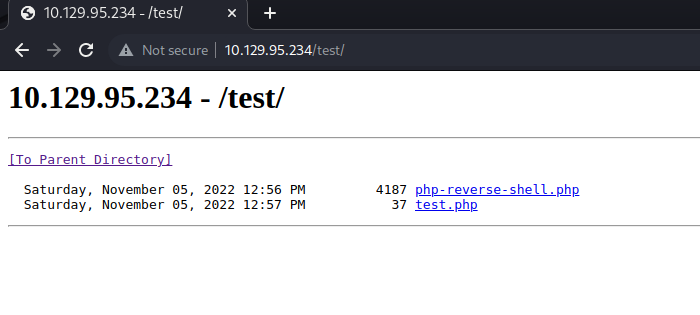 10.129.95.234 - /test/
Not secure 10.129.95.234/test/
10.129.95.234 - /test/
[To Parent Directory]
Saturday, November 05, 2022 12:56 PM 4187 php-reverse-shell.php
Saturday, November 05, 2022 12:57 PM 37 test.php